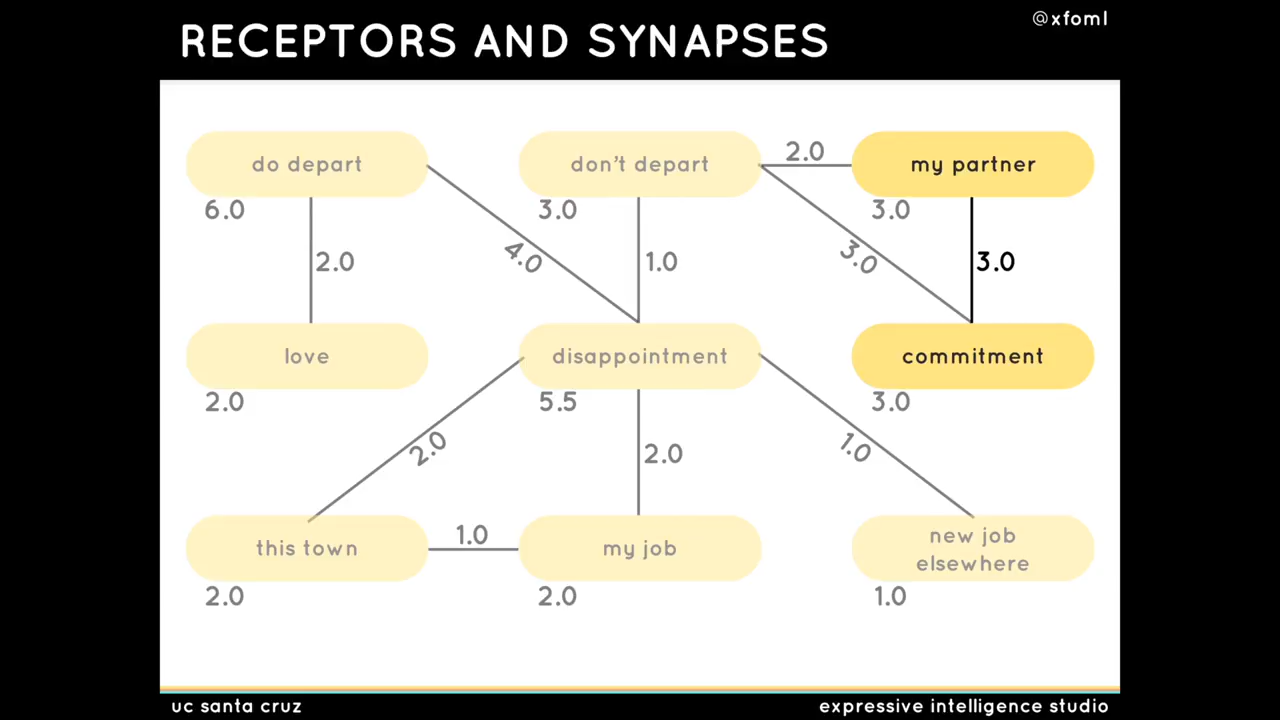 @xfoml
RECEPTORS AND SYNAPSES
do depart
don't depart
2.0
my partner
6.0
3.0
3.0
2.0
4.0
1.0
3.0
3.0
love
disappointment
commitment
2.0
5.5
3.0
2.0
2.0
1.0
this town
1.0
my job
new job
elsewhere
2.0
2.0
1.0
uc santa cruz
expressive intelligence studio